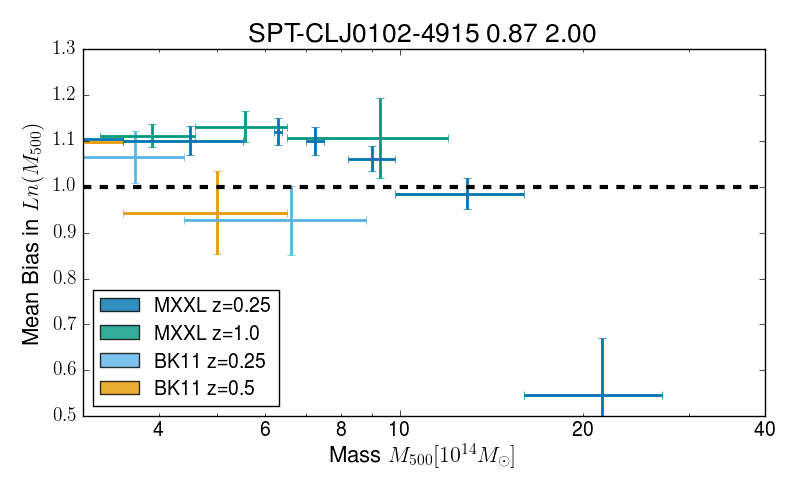 SPT-CLJ0102-4915 0.87 2.00
Mean Bias in Ln(M₅₀₀)
1.3
1.2
1.1
1.0
0.9
0.8
0.7
0.6
0.5
MXXL z=0.25
MXXL z=1.0
BK11 z=0.25
BK11 z=0.5
4 6 8 10 20 40
Mass M₅₀₀[10¹⁴M☉]